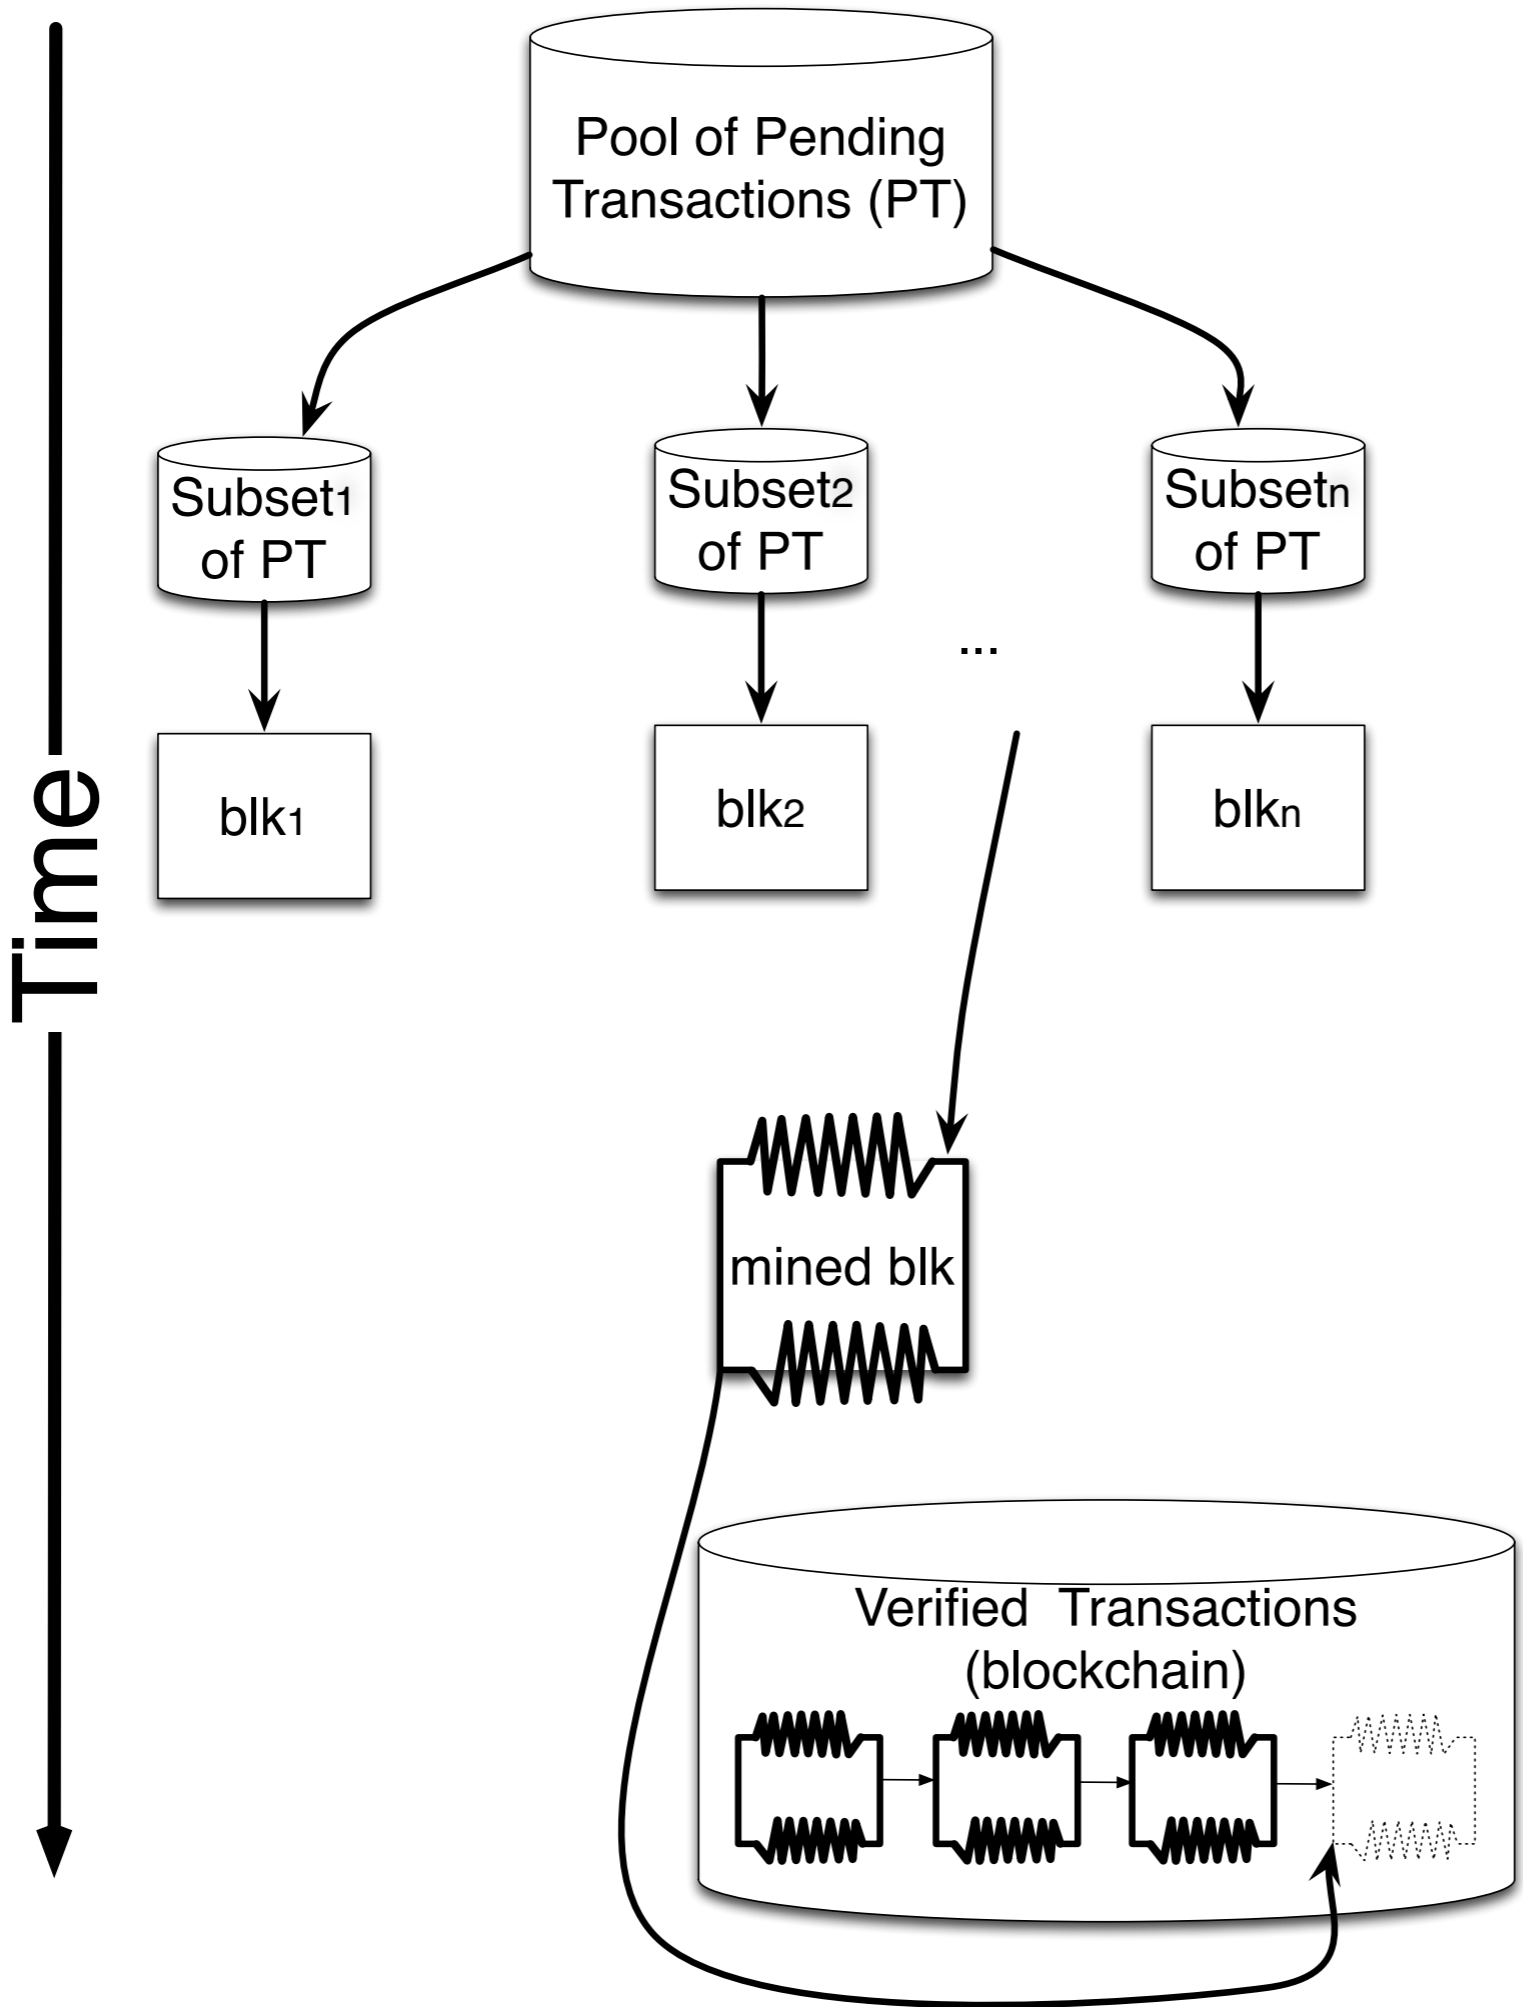 Pool of Pending
Transactions (PT)
Subset1
of PT
Subset2
of PT
Subsetn
of PT
...
blk1
blk2
blkn
Time
mined blk
Verified Transactions
(blockchain)